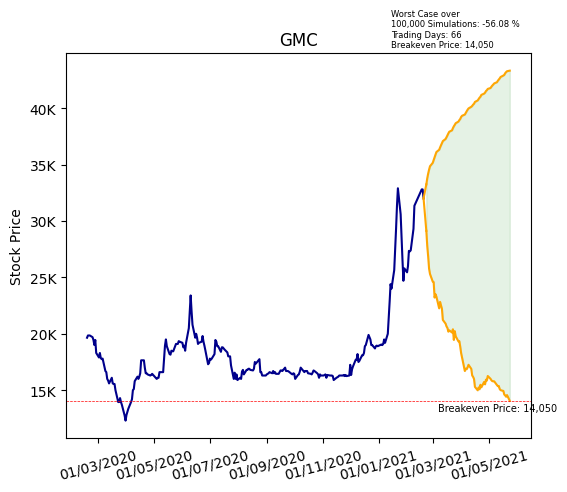 Worst Case over
100,000 Simulations: -56.08 %
Trading Days: 66
Breakeven Price: 14,050
GMC
Stock Price
40K
35K
30K
25K
20K
15K
Breakeven Price: 14,050
01/03/2020
01/05/2020
01/07/2020
01/09/2020
01/11/2020
01/01/2021
01/03/2021
01/05/2021